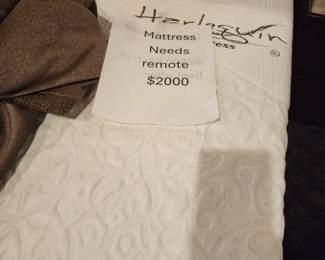 Harlequin
Mattress
Needs
remote
$2000
®